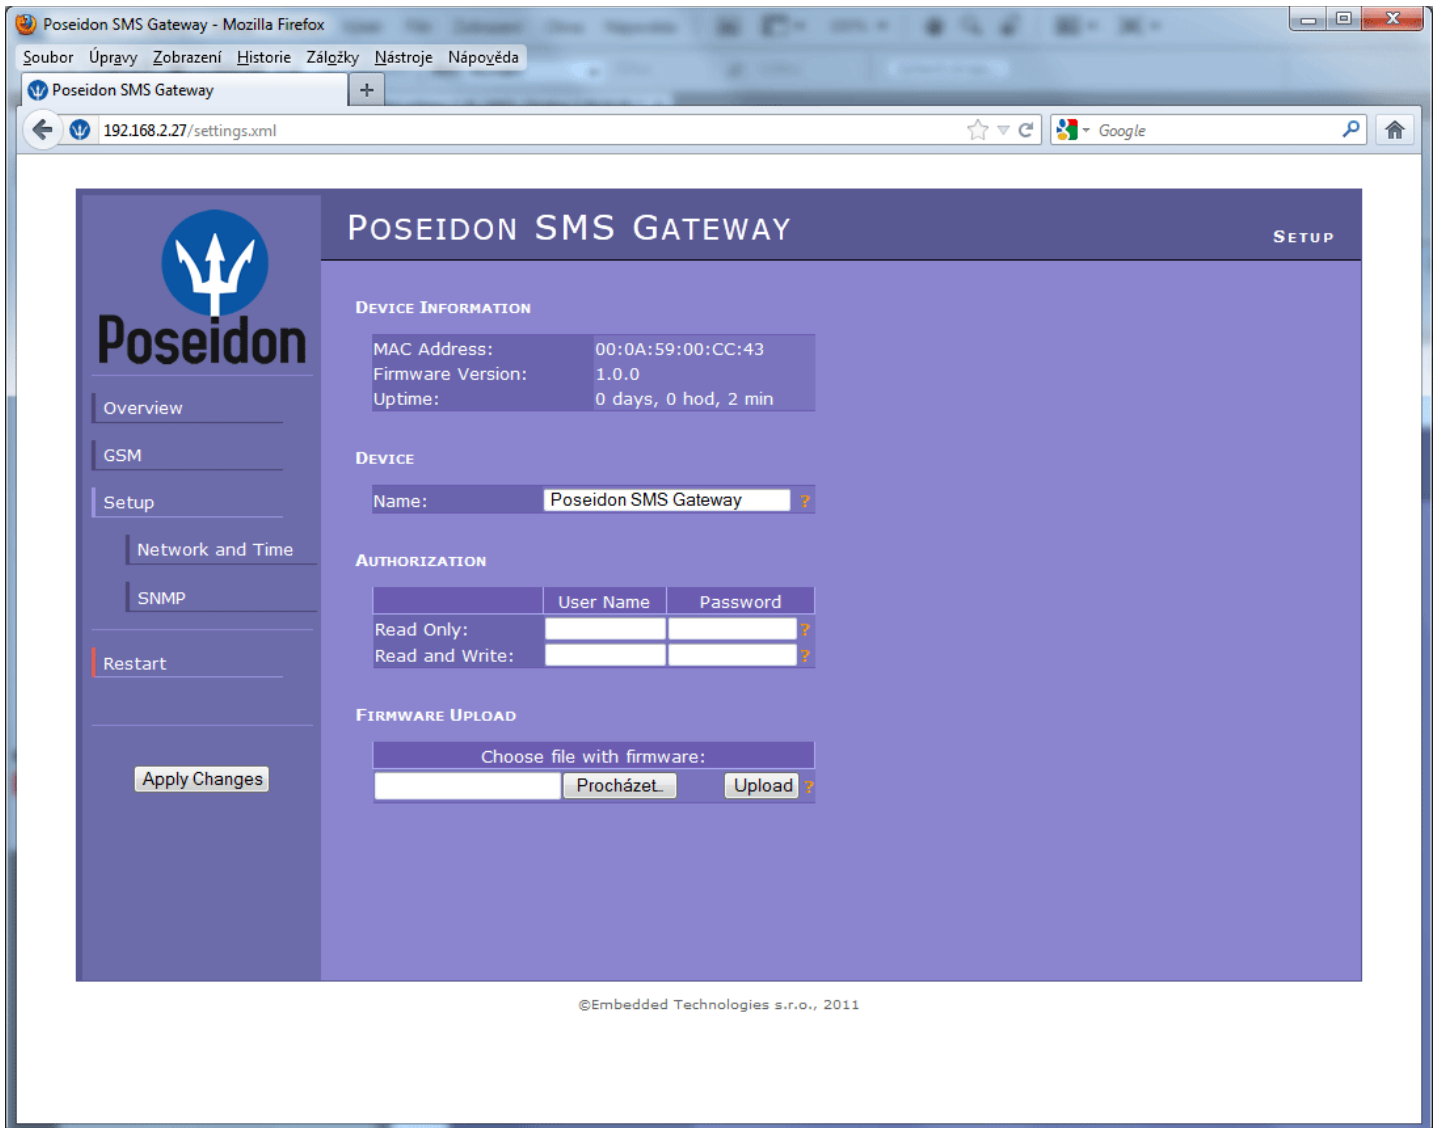 Poseidon SMS Gateway - Mozilla Firefox
Soubor Úpravy Zobrazení Historie Záložky Nástroje Nápověda
Poseidon SMS Gateway
192.168.2.27/settings.xml
Google
POSEIDON SMS GATEWAY
SETUP
Poseidon
Overview
GSM
Setup
Network and Time
SNMP
Restart
Apply Changes
DEVICE INFORMATION
MAC Address: 00:0A:59:00:CC:43
Firmware Version: 1.0.0
Uptime: 0 days, 0 hod, 2 min
DEVICE
Name: Poseidon SMS Gateway ?
AUTHORIZATION
User Name Password
Read Only: ?
Read and Write: ?
FIRMWARE UPLOAD
Choose file with firmware:
Procházet... Upload ?
©Embedded Technologies s.r.o., 2011